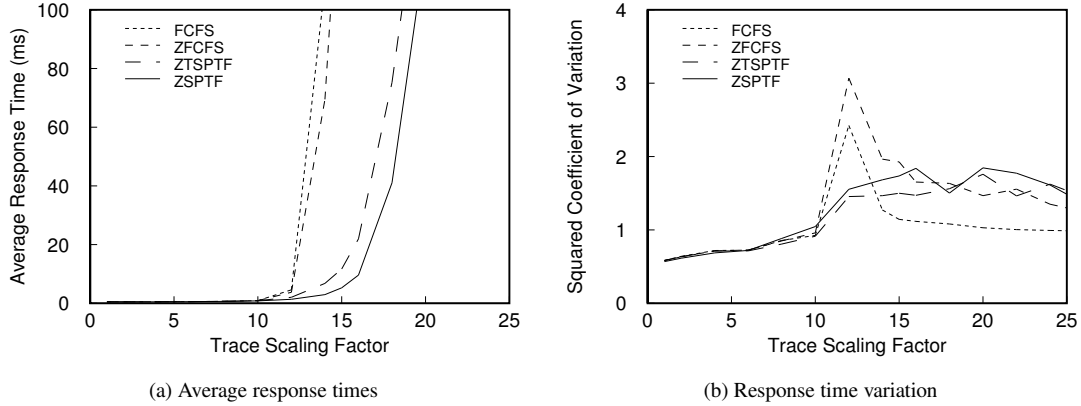 100
80
60
40
20
0
Average Response Time (ms)
FCFS
ZFCFS
ZTSPTF
ZSPTF
0 5 10 15 20 25
Trace Scaling Factor
(a) Average response times
4
3
2
1
0
Squared Coefficient of Variation
FCFS
ZFCFS
ZTSPTF
ZSPTF
0 5 10 15 20 25
Trace Scaling Factor
(b) Response time variation